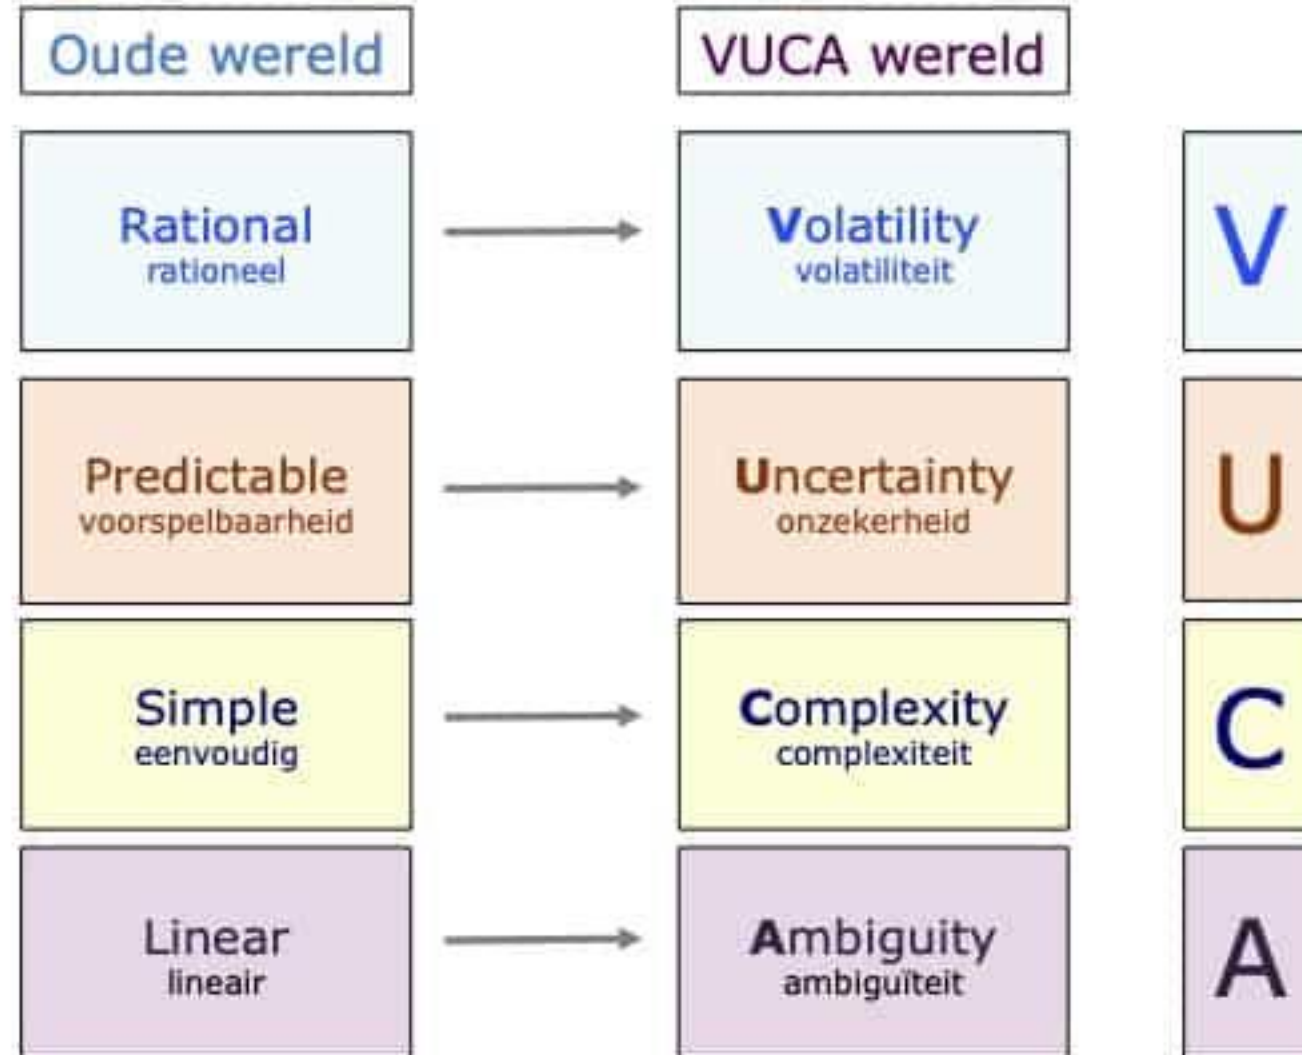 Oude wereld
VUCA wereld
Rational
rationeel
Volatility
volatiliteit
V
Predictable
voorspelbaarheid
Uncertainty
onzekerheid
U
Simple
eenvoudig
Complexity
complexiteit
C
Linear
lineair
Ambiguity
ambiguïteit
A